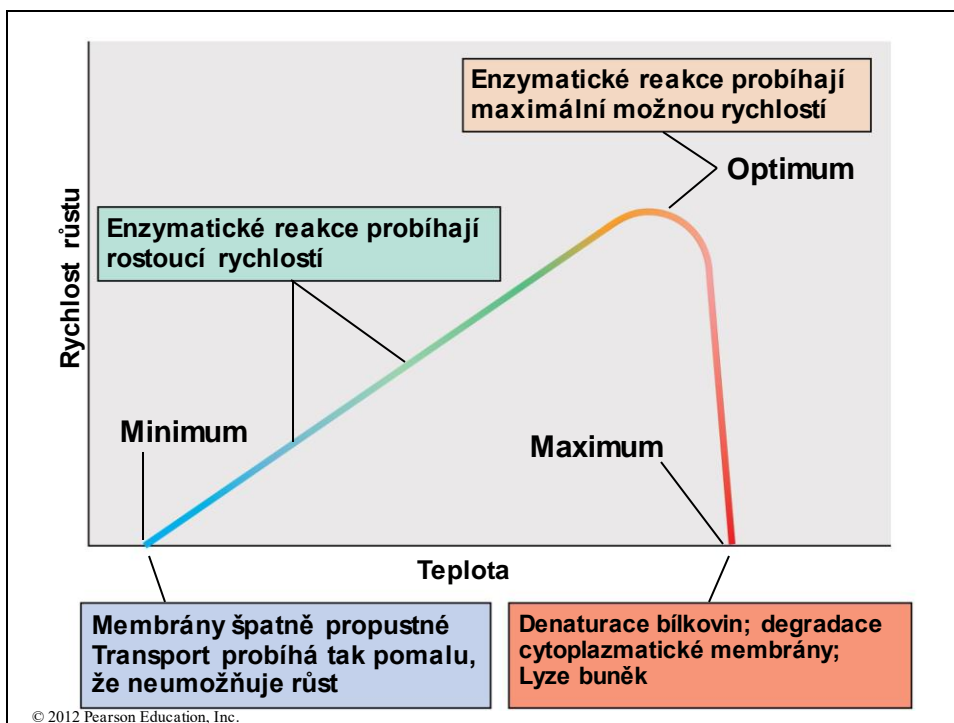 Enzymatické reakce probíhají
maximální možnou rychlostí
Optimum
Enzymatické reakce probíhají
rostoucí rychlostí
Rychlost růstu
Minimum
Maximum
Teplota
Membrány špatně propustné
Transport probíhá tak pomalu,
že neumožňuje růst
Denaturace bílkovin; degradace
cytoplazmatické membrány;
Lyze buněk
© 2012 Pearson Education, Inc.